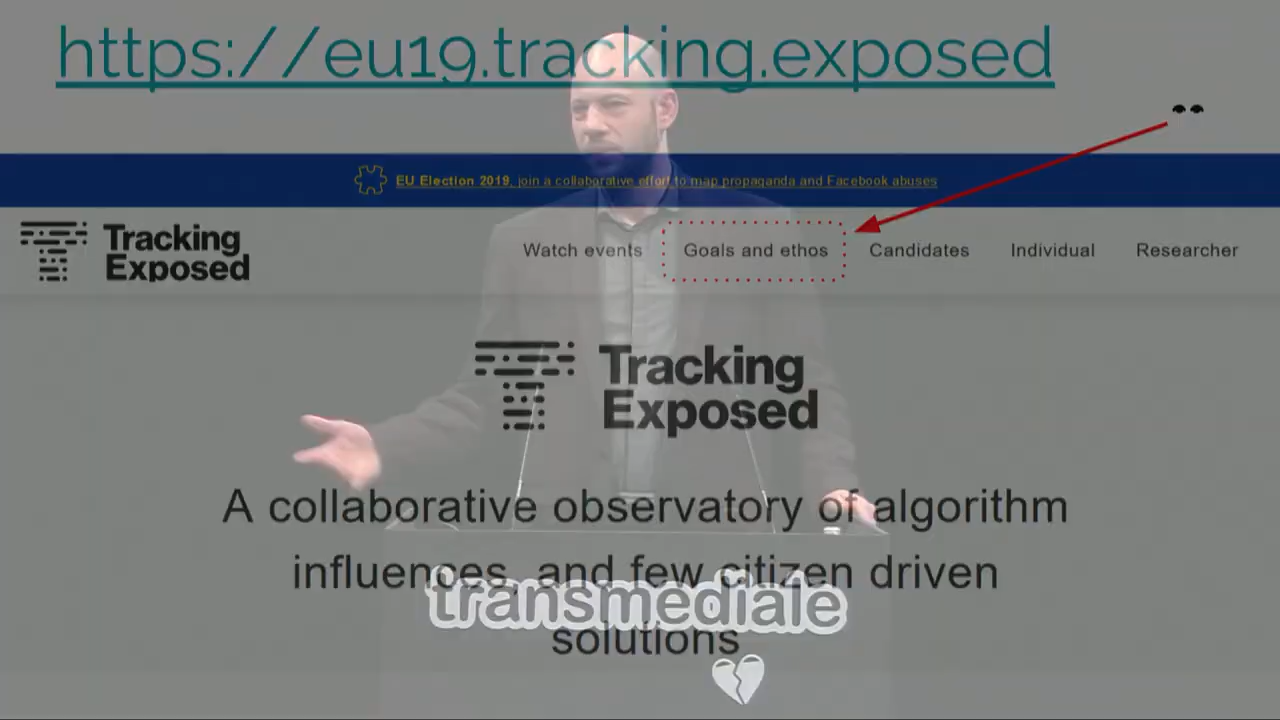 https://eu19.tracking.exposed
EU Election 2019, join a collaborative effort to map propaganda and Facebook abuses
Tracking
Exposed
Watch events
Goals and ethos
Candidates
Individual
Researcher
Tracking
Exposed
A collaborative observatory of algorithm
influences, and few citizen driven
transmediale
solutions